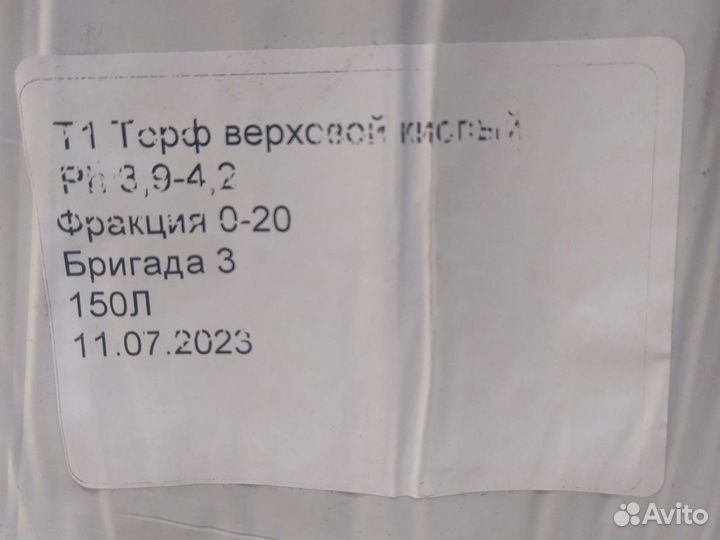 Т1 Торф верховой кислый
Ph 3,9-4,2
Фракция 0-20
Бригада 3
150Л
11.07.2023
Avito